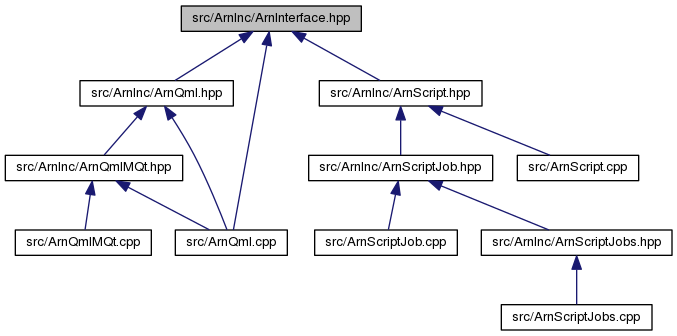 src/ArnInc/ArnInterface.hpp
src/ArnInc/ArnQml.hpp
src/ArnInc/ArnScript.hpp
src/ArnInc/ArnQmlMQt.hpp
src/ArnInc/ArnScriptJob.hpp
src/ArnScript.cpp
src/ArnQmlMQt.cpp
src/ArnQml.cpp
src/ArnScriptJob.cpp
src/ArnInc/ArnScriptJobs.hpp
src/ArnScriptJobs.cpp